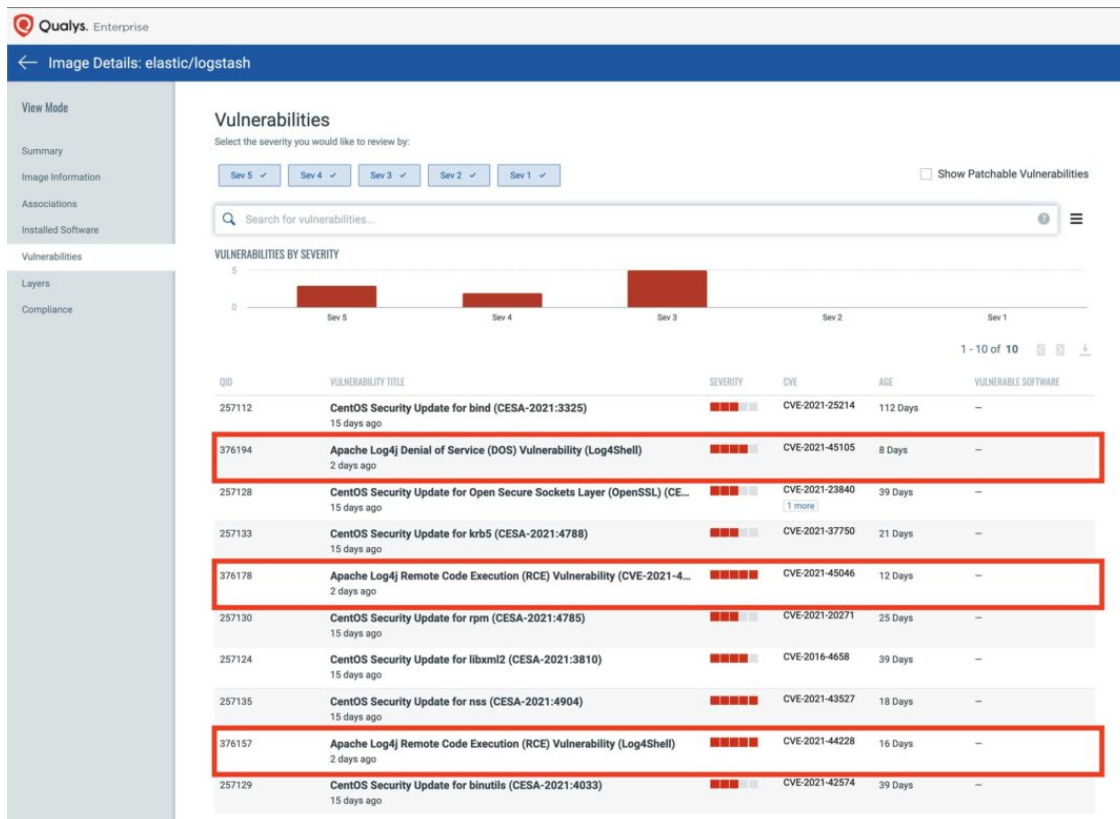 Qualys. Enterprise
Image Details: elastic/logstash
View Mode
Summary
Image Information
Associations
Installed Software
Vulnerabilities
Layers
Compliance
Vulnerabilities
Select the severity you would like to review by:
Sev 5 Sev 4 Sev 3 Sev 2 Sev 1
Show Patchable Vulnerabilities
Search for vulnerabilities...
VULNERABILITIES BY SEVERITY
5
0
Sev 5 Sev 4 Sev 3 Sev 2 Sev 1
1 - 10 of 10
QID VULNERABILITY TITLE SEVERITY CVE AGE VULNERABLE SOFTWARE
257112 CentOS Security Update for bind (CESA-2021:3325) CVE-2021-25214 112 Days —
15 days ago
376194 Apache Log4j Denial of Service (DOS) Vulnerability (Log4Shell) CVE-2021-45105 8 Days —
2 days ago
257128 CentOS Security Update for Open Secure Sockets Layer (OpenSSL) (CE... CVE-2021-23840 39 Days —
15 days ago 1 more
257133 CentOS Security Update for krb5 (CESA-2021:4788) CVE-2021-37750 21 Days —
15 days ago
376178 Apache Log4j Remote Code Execution (RCE) Vulnerability (CVE-2021-4... CVE-2021-45046 12 Days —
2 days ago
257130 CentOS Security Update for rpm (CESA-2021:4785) CVE-2021-20271 25 Days —
15 days ago
257124 CentOS Security Update for libxml2 (CESA-2021:3810) CVE-2016-4658 39 Days —
15 days ago
257135 CentOS Security Update for nss (CESA-2021:4904) CVE-2021-43527 18 Days —
15 days ago
376157 Apache Log4j Remote Code Execution (RCE) Vulnerability (Log4Shell) CVE-2021-44228 16 Days —
2 days ago
257129 CentOS Security Update for binutils (CESA-2021:4033) CVE-2021-42574 39 Days —
15 days ago